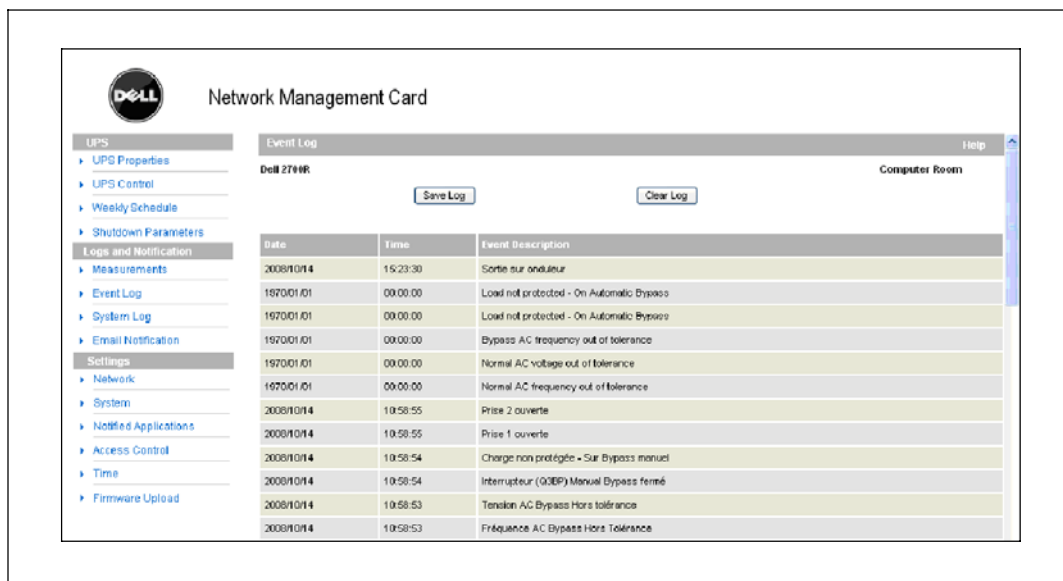 DELL
Network Management Card
UPS
UPS Properties
UPS Control
Weekly Schedule
Shutdown Parameters
Logs and Notification
Measurements
Event Log
System Log
Email Notification
Settings
Network
System
Notified Applications
Access Control
Time
Firmware Upload
Event Log Help
Dell 2700R Computer Room
Save Log Clear Log
Date Time Event Description
2008/10/14 15:23:30 Sortie sur onduleur
1970/01/01 00:00:00 Load not protected - On Automatic Bypass
1970/01/01 00:00:00 Load not protected - On Automatic Bypass
1970/01/01 00:00:00 Bypass AC frequency out of tolerance
1970/01/01 00:00:00 Normal AC voltage out of tolerance
1970/01/01 00:00:00 Normal AC frequency out of tolerance
2008/10/14 10:58:55 Prise 2 ouverte
2008/10/14 10:58:55 Prise 1 ouverte
2008/10/14 10:58:54 Charge non protégée - Sur Bypass manuel
2008/10/14 10:58:54 Interrupteur (Q3BP) Manual Bypass fermé
2008/10/14 10:58:53 Tension AC Bypass Hors tolérance
2008/10/14 10:58:53 Fréquence AC Bypass Hors Tolérance